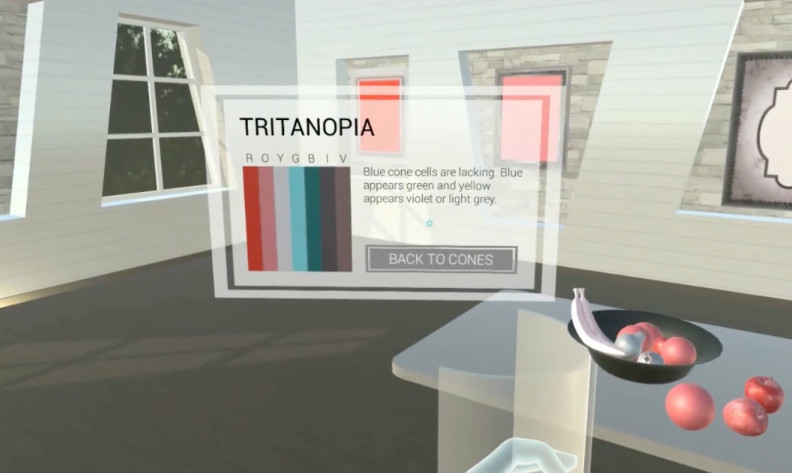 TRITANOPIA
R O Y G B I V
Blue cone cells are lacking. Blue
appears green and yellow
appears violet or light grey.
BACK TO CONES